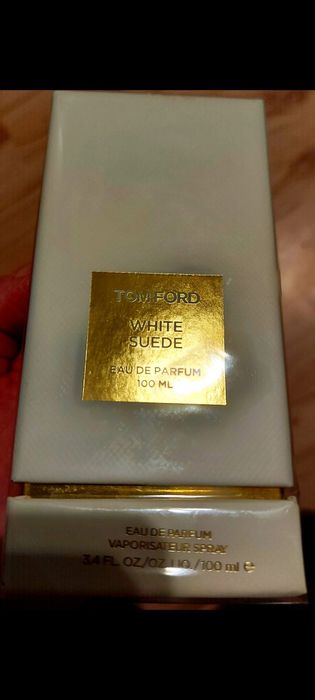 TOM FORD
WHITE
SUEDE
EAU DE PARFUM
100 ML
EAU DE PARFUM
VAPORISATEUR SPRAY
3.4 FL. OZ./OZ. LIQ./100 ml ℮